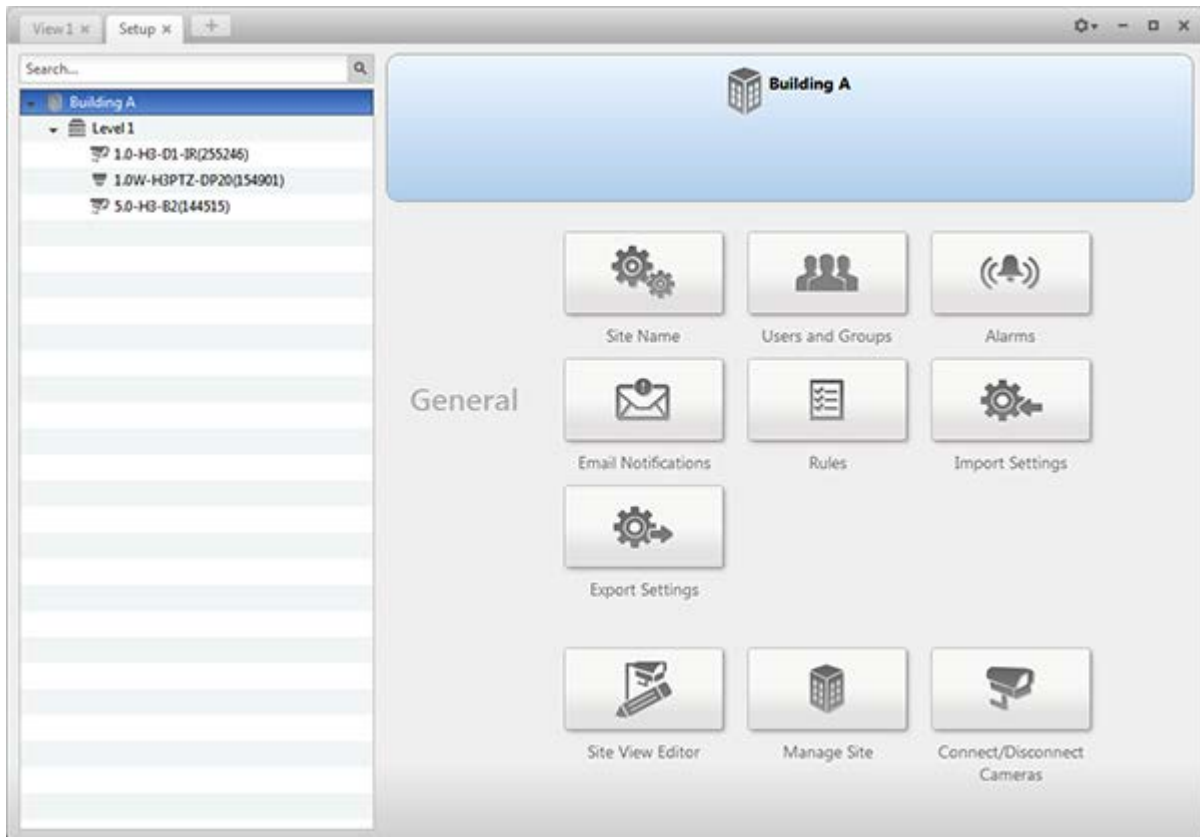 View1
Setup
Search...
Building A
Level 1
1.0-H3-D1-IR(255246)
1.0W-H3PTZ-DP20(154901)
5.0-H3-B2(144515)
Building A
General
Site Name
Users and Groups
Alarms
Email Notifications
Rules
Import Settings
Export Settings
Site View Editor
Manage Site
Connect/Disconnect
Cameras